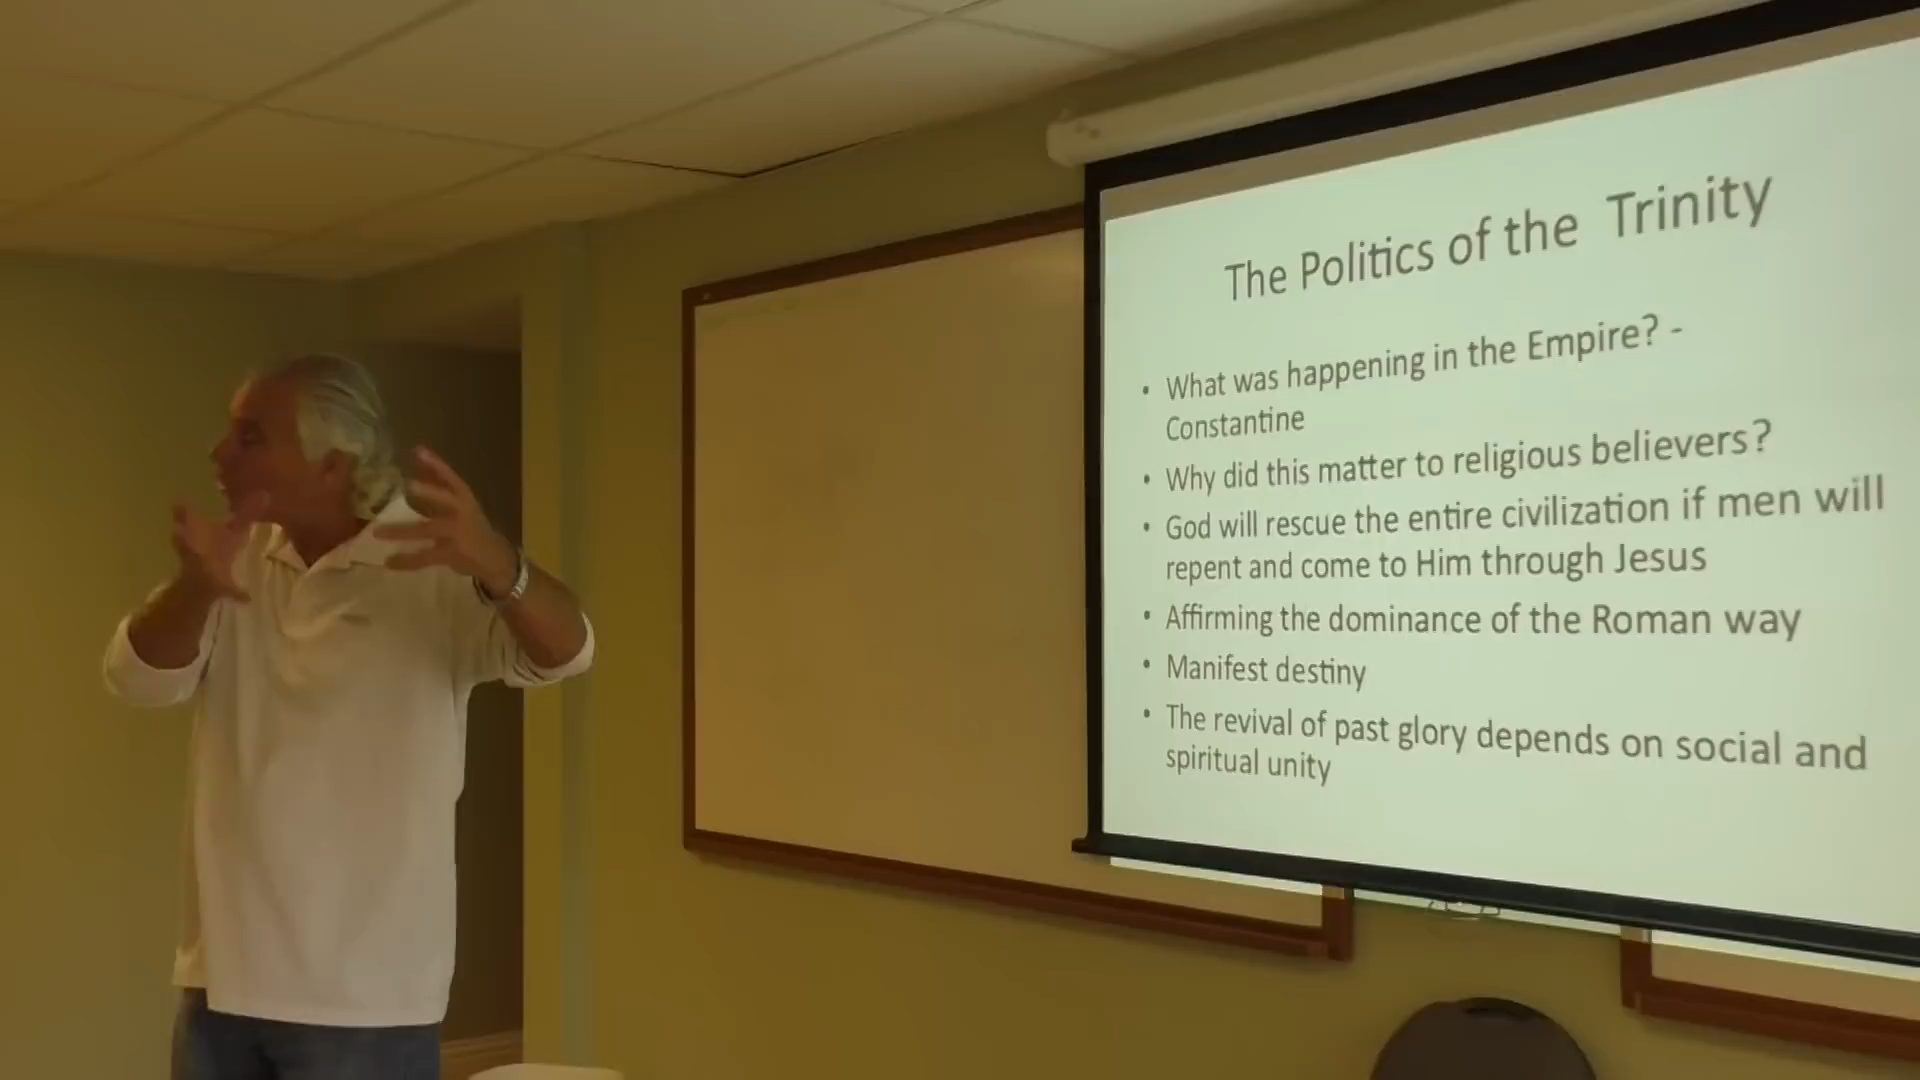 The Politics of the Trinity
• What was happening in the Empire? -
Constantine
• Why did this matter to religious believers?
• God will rescue the entire civilization if men will
repent and come to Him through Jesus
• Affirming the dominance of the Roman way
• Manifest destiny
• The revival of past glory depends on social and
spiritual unity